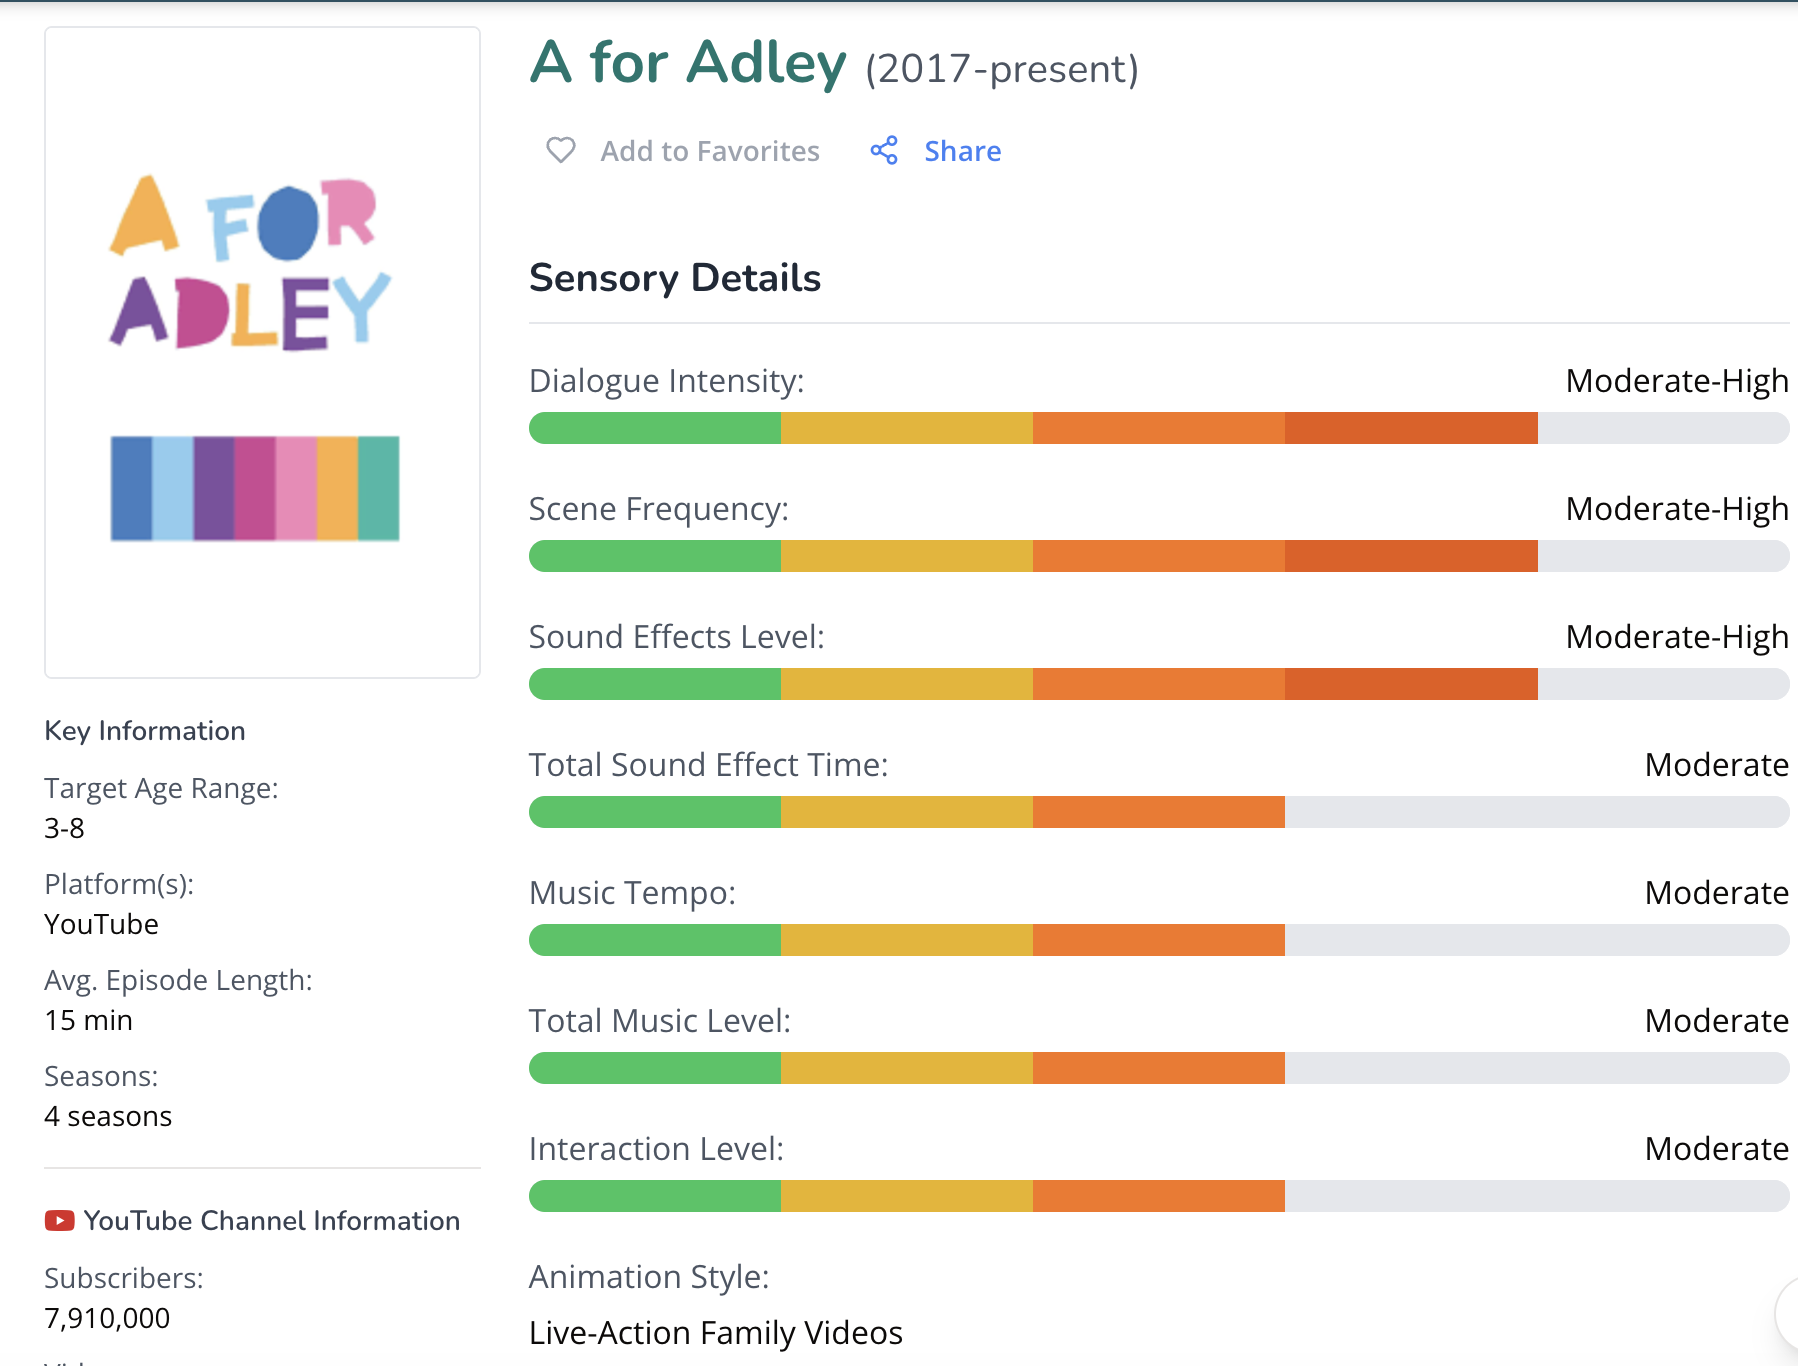 A FOR
ADLEY
Key Information
Target Age Range:
3-8
Platform(s):
YouTube
Avg. Episode Length:
15 min
Seasons:
4 seasons
YouTube Channel Information
Subscribers:
7,910,000
A for Adley (2017-present)
Add to Favorites
Share
Sensory Details
Dialogue Intensity:
Moderate-High
Scene Frequency:
Moderate-High
Sound Effects Level:
Moderate-High
Total Sound Effect Time:
Moderate
Music Tempo:
Moderate
Total Music Level:
Moderate
Interaction Level:
Moderate
Animation Style:
Live-Action Family Videos